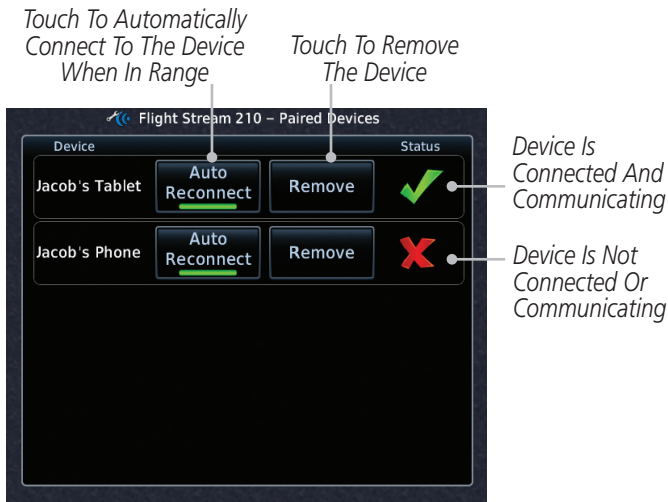 Touch To Automatically
Connect To The Device
When In Range
Touch To Remove
The Device
Flight Stream 210 – Paired Devices
Device
Status
Jacob's Tablet
Auto
Reconnect
Remove
Device Is
Connected And
Communicating
Jacob's Phone
Auto
Reconnect
Remove
Device Is Not
Connected Or
Communicating